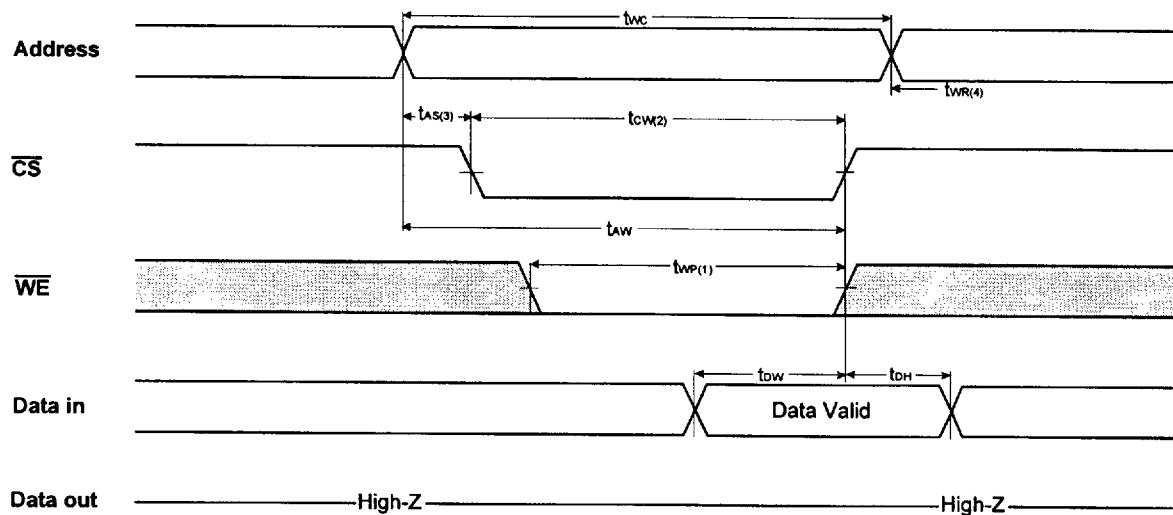 tWC
Address
tWR(4)
tAS(3)
tCW(2)
CS
tAW
tWP(1)
WE
tDW
tDH
Data in
Data Valid
Data out
High-Z
High-Z